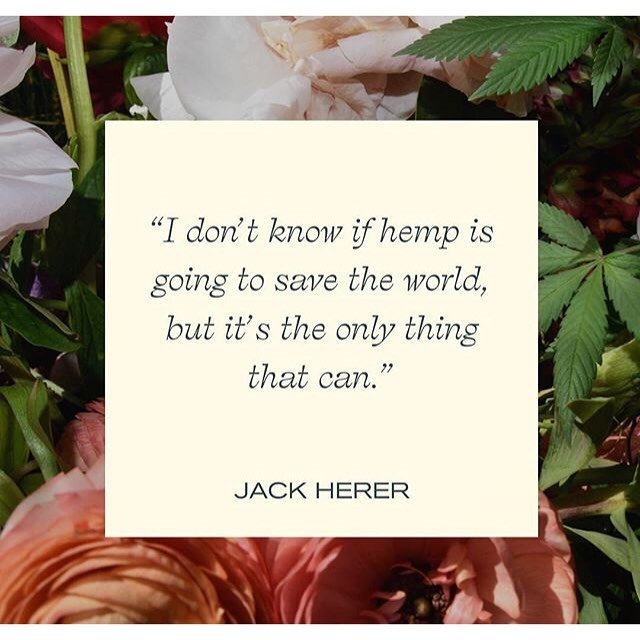 “I don’t know if hemp is
going to save the world,
but it’s the only thing
that can.”
JACK HERER